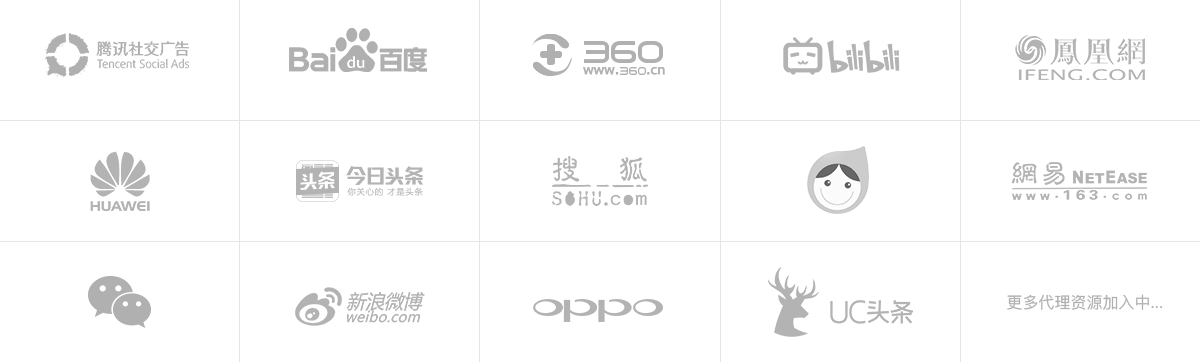 腾讯社交广告
Tencent Social Ads
Bai du 百度
360
www.360.cn
bilibili
鳳凰網
IFENG.COM
HUAWEI
头条 今日头条
你关心的 才是头条
搜 狐
SOHU.com
網易 NETEASE
www.163.com
新浪微博
weibo.com
oppo
UC头条
更多代理资源加入中...